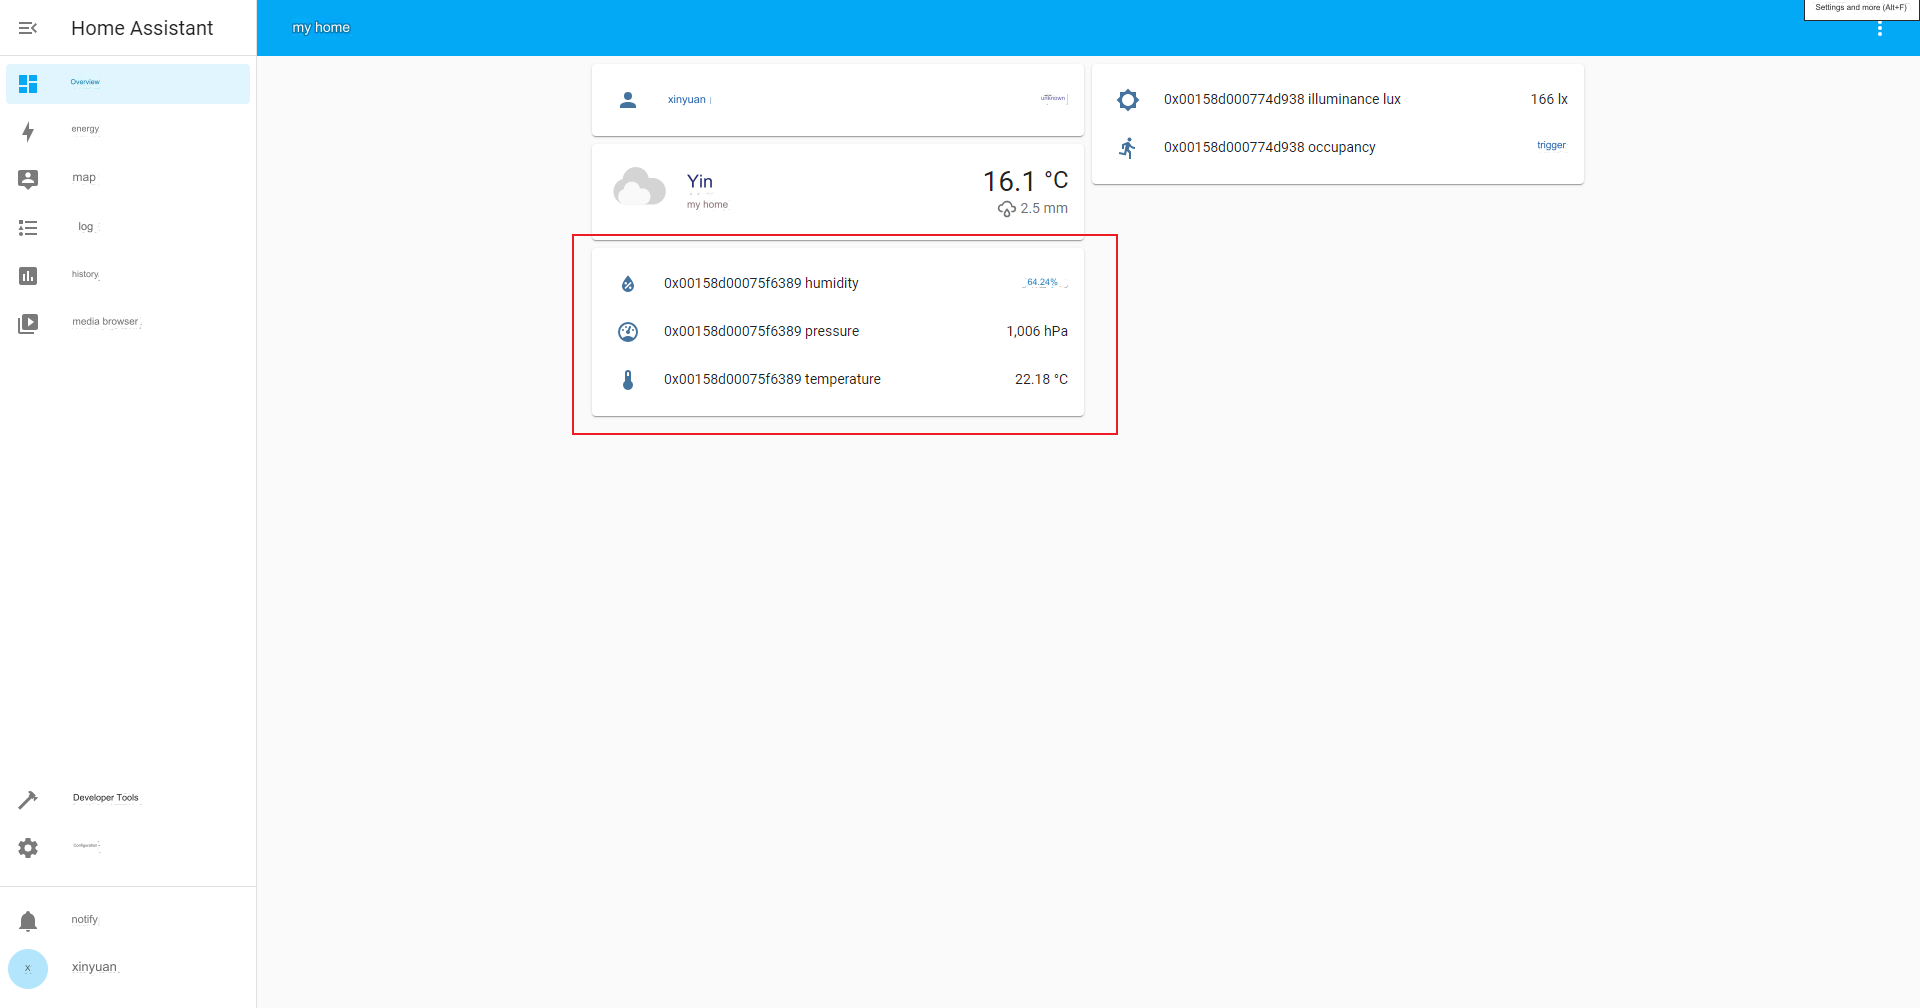 Home Assistant
my home
Settings and more (Alt+F)
Overview
energy
map
log
history
media browser
Developer Tools
Configuration
notify
x
xinyuan
xinyuan
unknown
Yin
my home
16.1 °C
2.5 mm
0x00158d00075f6389 humidity
64.24%
0x00158d00075f6389 pressure
1,006 hPa
0x00158d00075f6389 temperature
22.18 °C
0x00158d000774d938 illuminance lux
166 lx
0x00158d000774d938 occupancy
trigger